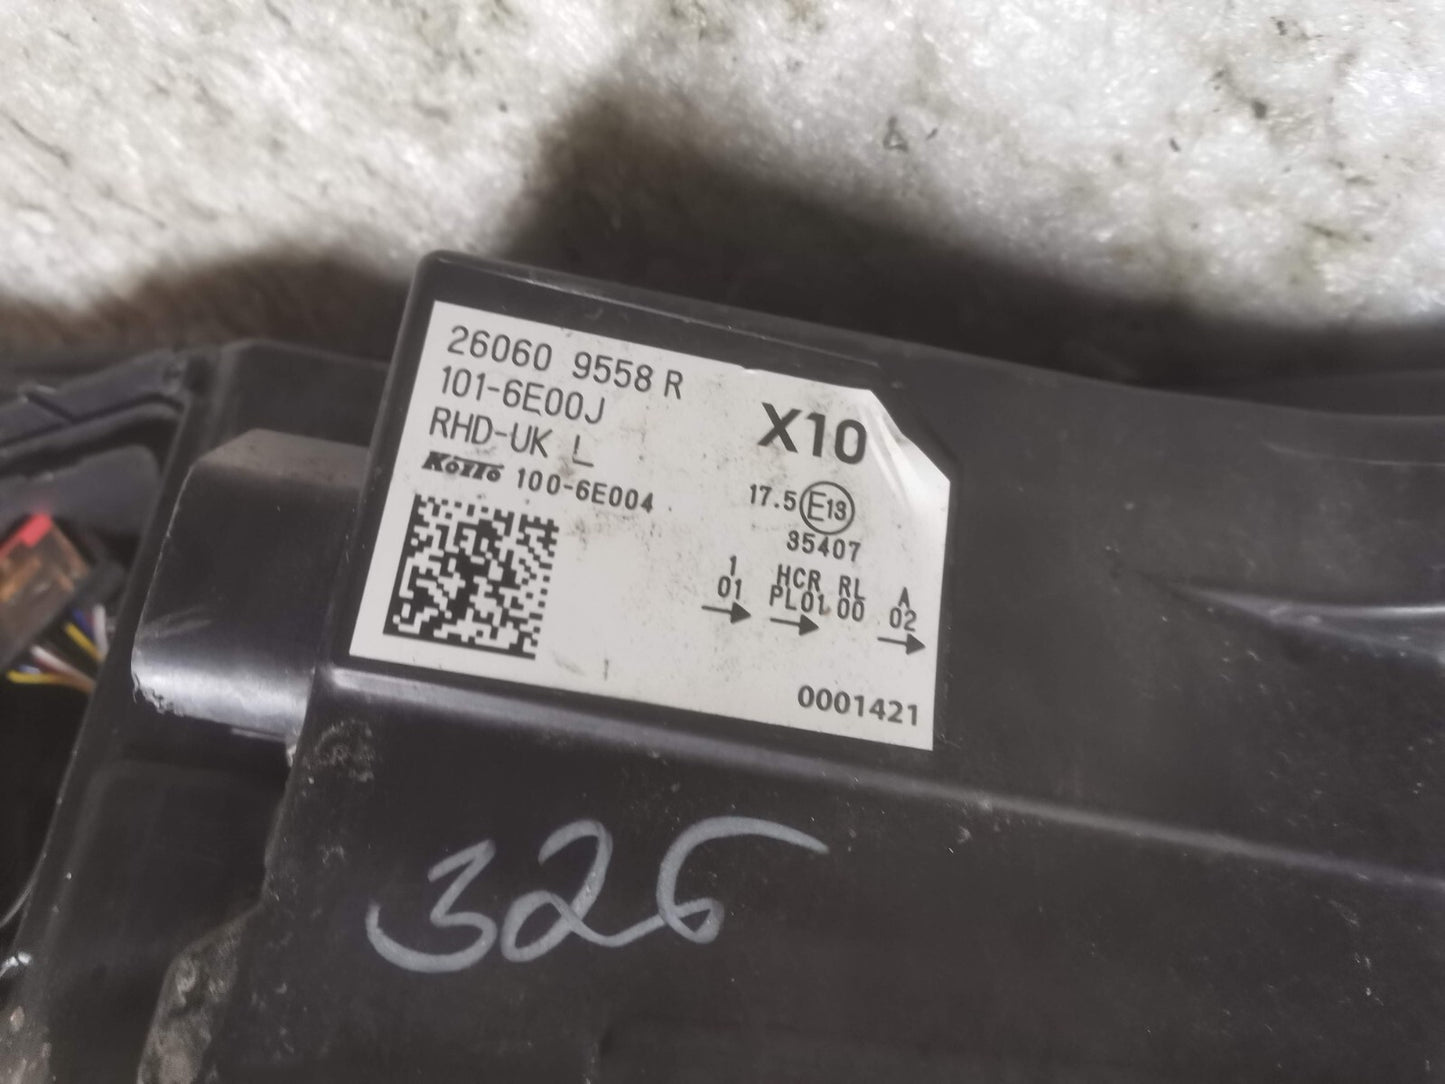 26060 9558 R
101-6E00J
RHD-UK L
KOITO 100-6E004
X10
17.5 E13
35407
1 HCR RL A
01 PL01 00 02
0001421
326